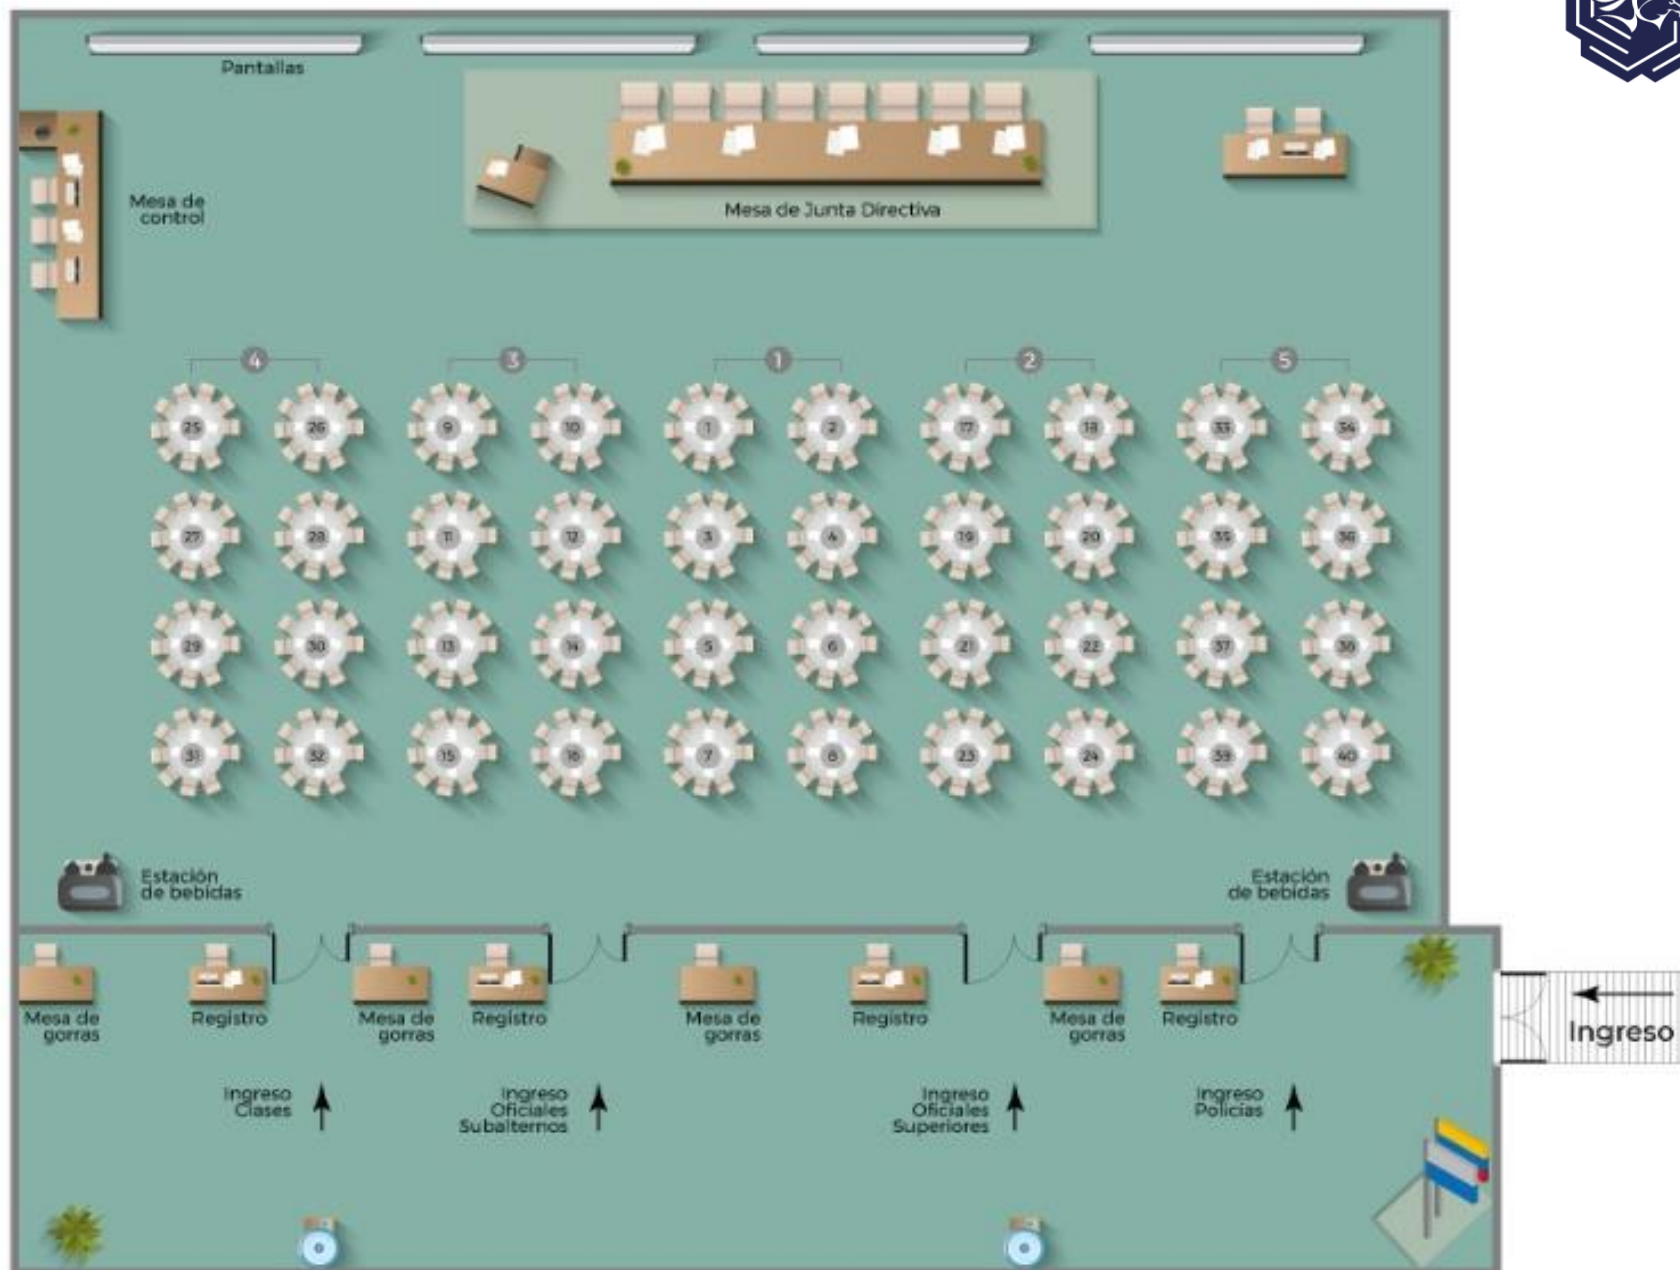 Pantallas
Mesa de
control
Mesa de Junta Directiva
4
3
1
2
5
25
26
9
10
1
2
17
18
33
34
27
28
11
12
3
4
19
20
35
36
29
30
13
14
5
6
21
22
37
38
31
32
15
16
7
8
23
24
39
40
Estación
de bebidas
Estación
de bebidas
Mesa de
gorras
Registro
Mesa de
gorras
Registro
Mesa de
gorras
Registro
Mesa de
gorras
Registro
Ingreso
Ingreso
Clases
Ingreso
Oficiales
Subalternos
Ingreso
Oficiales
Superiores
Ingreso
Policías